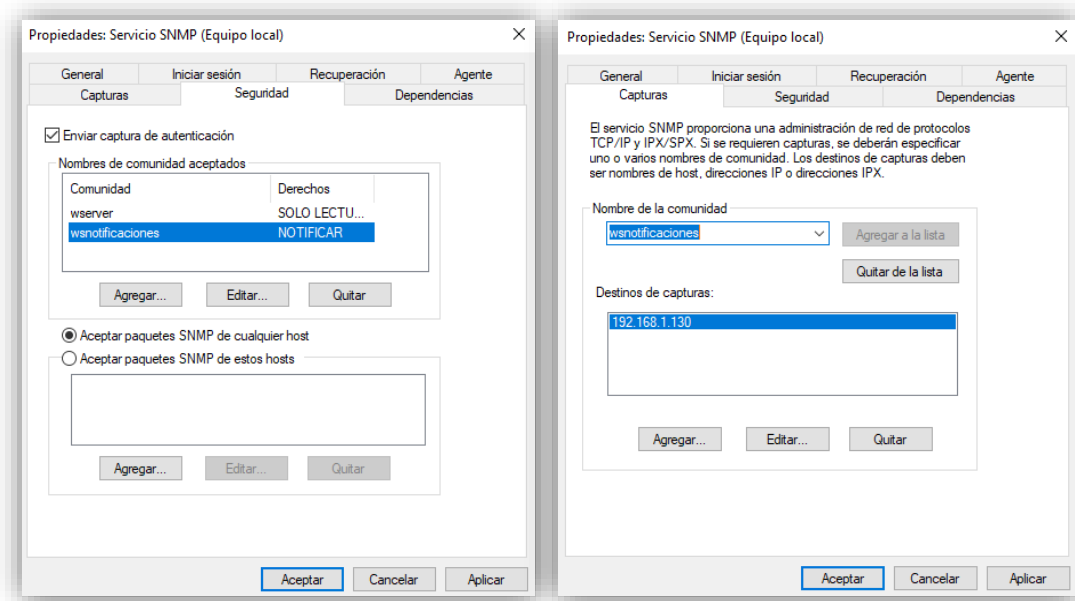 Propiedades: Servicio SNMP (Equipo local)
General Iniciar sesión Recuperación Agente
Capturas Seguridad Dependencias
Enviar captura de autenticación
Nombres de comunidad aceptados
Comunidad Derechos
wserver SOLO LECTU...
wsnotificaciones NOTIFICAR
Agregar... Editar... Quitar
Aceptar paquetes SNMP de cualquier host
Aceptar paquetes SNMP de estos hosts
Agregar... Editar... Quitar
Aceptar Cancelar Aplicar
Propiedades: Servicio SNMP (Equipo local)
General Iniciar sesión Recuperación Agente
Capturas Seguridad Dependencias
El servicio SNMP proporciona una administración de red de protocolos
TCP/IP y IPX/SPX. Si se requieren capturas, se deberán especificar
uno o varios nombres de comunidad. Los destinos de capturas deben
ser nombres de host, direcciones IP o direcciones IPX.
Nombre de la comunidad
wsnotificaciones Agregar a la lista
Quitar de la lista
Destinos de capturas:
192.168.1.130
Agregar... Editar... Quitar
Aceptar Cancelar Aplicar